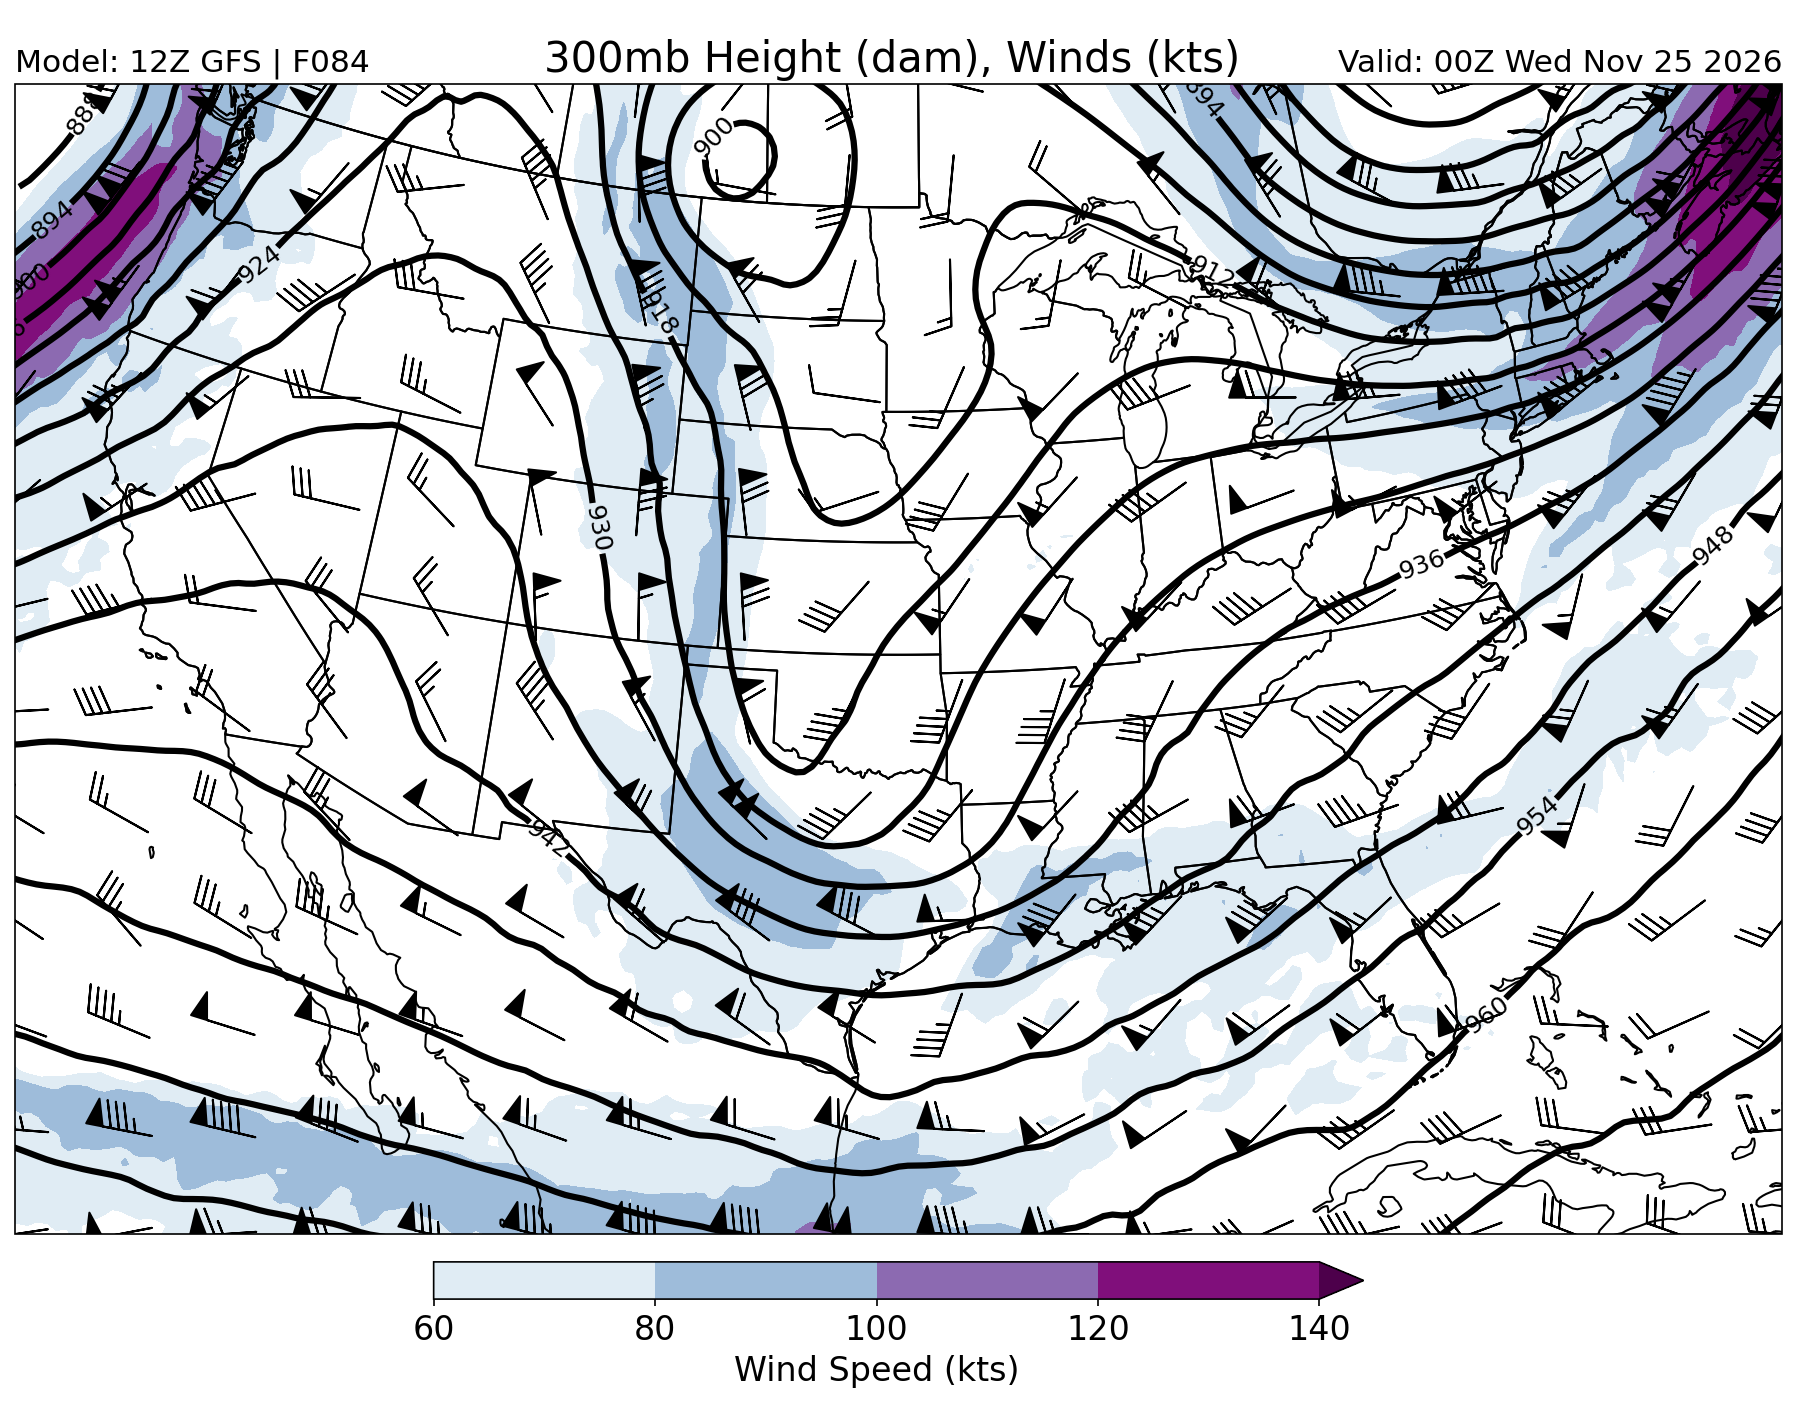 Model: 12Z GFS | F084
300mb Height (dam), Winds (kts)
Valid: 00Z Wed Nov 25 2026
888
894
900
924
900
918
912
894
930
936
948
942
954
960
60 80 100 120 140
Wind Speed (kts)